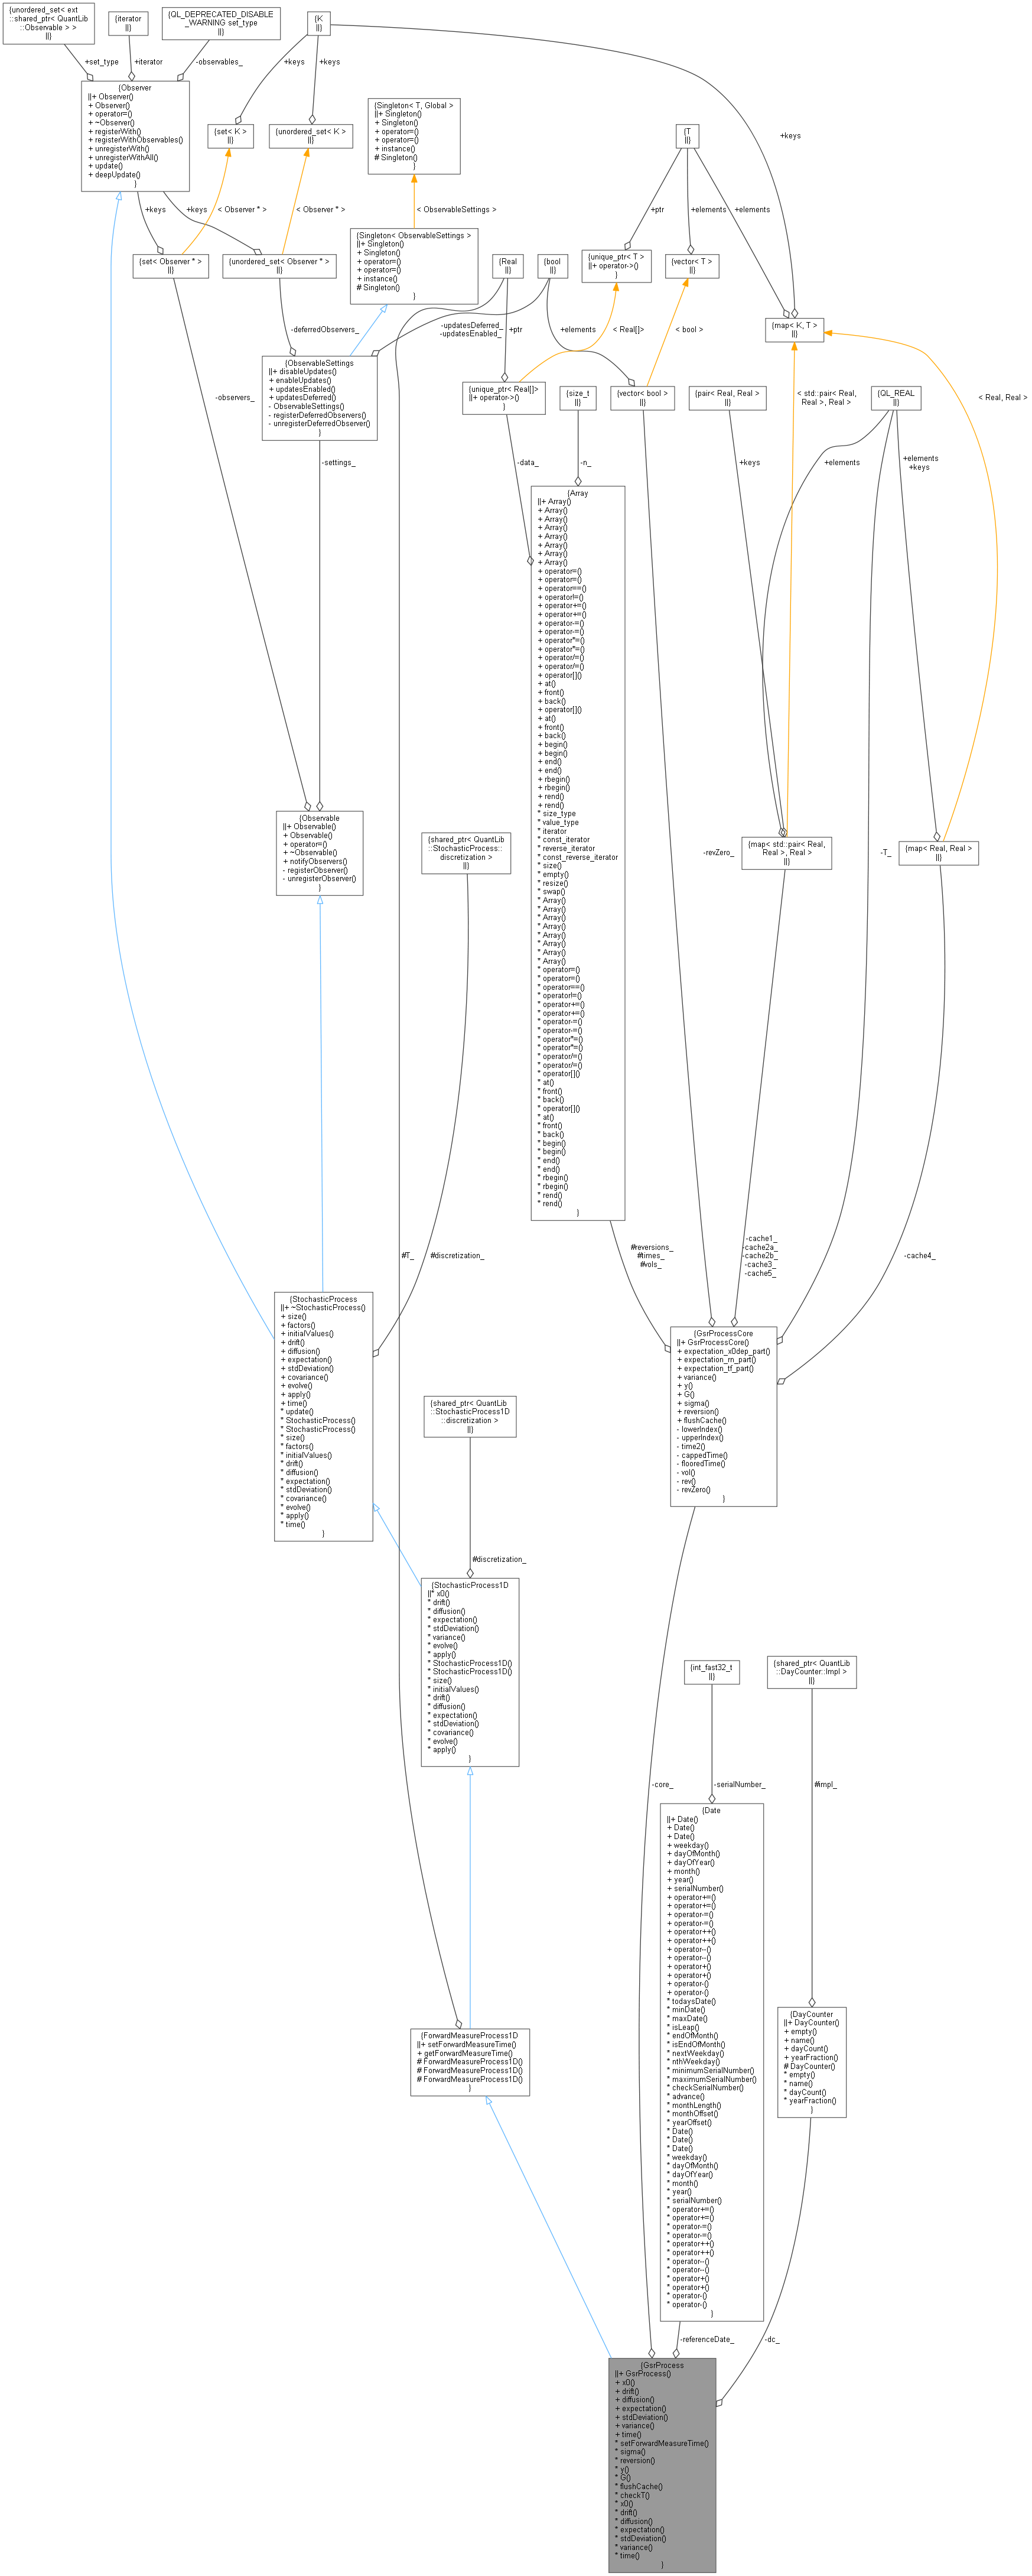 {unordered_set< ext
::shared_ptr< QuantLib
::Observable > >
||}
{iterator
||}
{QL_DEPRECATED_DISABLE
_WARNING set_type
||}
{K
||}
+set_type
+iterator
-observables_
+keys
+keys
+keys
{Observer
||+ Observer()
+ Observer()
+ operator=()
+ ~Observer()
+ registerWith()
+ registerWithObservables()
+ unregisterWith()
+ unregisterWithAll()
+ update()
+ deepUpdate()
}
{set< K >
||}
{unordered_set< K >
||}
{Singleton< T, Global >
||+ Singleton()
+ Singleton()
+ operator=()
+ operator=()
+ instance()
# Singleton()
}
{T
||}
+keys
+keys
< Observer * >
< Observer * >
< ObservableSettings >
+ptr
+elements
+elements
{set< Observer * >
||}
{unordered_set< Observer * >
||}
{Singleton< ObservableSettings >
||+ Singleton()
+ Singleton()
+ operator=()
+ operator=()
+ instance()
# Singleton()
}
{Real
||}
{bool
||}
{unique_ptr< T >
||+ operator->()
}
{vector< T >
||}
{map< K, T >
||}
-deferredObservers_
-updatesDeferred_
-updatesEnabled_
+ptr
+elements
< Real[]>
< bool >
{ObservableSettings
||+ disableUpdates()
+ enableUpdates()
+ updatesEnabled()
+ updatesDeferred()
- ObservableSettings()
- registerDeferredObservers()
- unregisterDeferredObserver()
}
{unique_ptr< Real[]>
||+ operator->()
}
{size_t
||}
{vector< bool >
||}
{pair< Real, Real >
||}
< std::pair< Real,
Real >, Real >
{QL_REAL
||}
< Real, Real >
-observers_
-settings_
-data_
-n_
+keys
+elements
+elements
+keys
{Array
||+ Array()
+ Array()
+ Array()
+ Array()
+ Array()
+ Array()
+ Array()
+ Array()
+ operator=()
+ operator=()
+ operator==()
+ operator!=()
+ operator+=()
+ operator+=()
+ operator-=()
+ operator-=()
+ operator*=()
+ operator*=()
+ operator/=()
+ operator/=()
+ operator[]()
+ at()
+ front()
+ back()
+ operator[]()
+ at()
+ front()
+ back()
+ begin()
+ begin()
+ end()
+ end()
+ rbegin()
+ rbegin()
+ rend()
+ rend()
* size_type
* value_type
* iterator
* const_iterator
* reverse_iterator
* const_reverse_iterator
* size()
* empty()
* resize()
* swap()
* Array()
* Array()
* Array()
* Array()
* Array()
* Array()
* Array()
* Array()
* operator=()
* operator=()
* operator==()
* operator!=()
* operator+=()
* operator+=()
* operator-=()
* operator-=()
* operator*=()
* operator*=()
* operator/=()
* operator/=()
* operator[]()
* at()
* front()
* back()
* operator[]()
* at()
* front()
* back()
* begin()
* begin()
* end()
* end()
* rbegin()
* rbegin()
* rend()
* rend()
}
{Observable
||+ Observable()
+ Observable()
+ operator=()
+ ~Observable()
+ notifyObservers()
- registerObserver()
- unregisterObserver()
}
{shared_ptr< QuantLib
::StochasticProcess::
discretization >
||}
-revZero_
{map< std::pair< Real,
Real >, Real >
||}
-T_
{map< Real, Real >
||}
#T_
#discretization_
#reversions_
#times_
#vols_
-cache1_
-cache2a_
-cache2b_
-cache3_
-cache5_
-cache4_
{StochasticProcess
||+ ~StochasticProcess()
+ size()
+ factors()
+ initialValues()
+ drift()
+ diffusion()
+ expectation()
+ stdDeviation()
+ covariance()
+ evolve()
+ apply()
+ time()
* update()
* StochasticProcess()
* StochasticProcess()
* size()
* factors()
* initialValues()
* drift()
* diffusion()
* expectation()
* stdDeviation()
* covariance()
* evolve()
* apply()
* time()
}
{GsrProcessCore
||+ GsrProcessCore()
+ expectation_x0dep_part()
+ expectation_rn_part()
+ expectation_tf_part()
+ variance()
+ y()
+ G()
+ sigma()
+ reversion()
+ flushCache()
- lowerIndex()
- upperIndex()
- time2()
- cappedTime()
- flooredTime()
- vol()
- rev()
- revZero()
}
{shared_ptr< QuantLib
::StochasticProcess1D
::discretization >
||}
#discretization_
{StochasticProcess1D
||* x0()
* drift()
* diffusion()
* expectation()
* stdDeviation()
* variance()
* evolve()
* apply()
* StochasticProcess1D()
* StochasticProcess1D()
* size()
* initialValues()
* drift()
* diffusion()
* expectation()
* stdDeviation()
* covariance()
* evolve()
* apply()
}
{int_fast32_t
||}
{shared_ptr< QuantLib
::DayCounter::Impl >
||}
-core_
-serialNumber_
#impl_
{Date
||+ Date()
+ Date()
+ Date()
+ weekday()
+ dayOfMonth()
+ dayOfYear()
+ month()
+ year()
+ serialNumber()
+ operator+=()
+ operator+=()
+ operator-=()
+ operator-=()
+ operator++()
+ operator++()
+ operator--()
+ operator--()
+ operator+()
+ operator+()
+ operator-()
+ operator-()
* todaysDate()
* minDate()
* maxDate()
* isLeap()
* endOfMonth()
* isEndOfMonth()
* nextWeekday()
* nthWeekday()
* minimumSerialNumber()
* maximumSerialNumber()
* checkSerialNumber()
* advance()
* monthLength()
* monthOffset()
* yearOffset()
* Date()
* Date()
* Date()
* weekday()
* dayOfMonth()
* dayOfYear()
* month()
* year()
* serialNumber()
* operator+=()
* operator+=()
* operator-=()
* operator-=()
* operator++()
* operator++()
* operator--()
* operator--()
* operator+()
* operator+()
* operator-()
* operator-()
}
{DayCounter
||+ DayCounter()
+ empty()
+ name()
+ dayCount()
+ yearFraction()
# DayCounter()
* empty()
* name()
* dayCount()
* yearFraction()
}
{ForwardMeasureProcess1D
||+ setForwardMeasureTime()
+ getForwardMeasureTime()
# ForwardMeasureProcess1D()
# ForwardMeasureProcess1D()
# ForwardMeasureProcess1D()
}
-referenceDate_
-dc_
{GsrProcess
||+ GsrProcess()
+ x0()
+ drift()
+ diffusion()
+ expectation()
+ stdDeviation()
+ variance()
+ time()
* setForwardMeasureTime()
* sigma()
* reversion()
* y()
* G()
* flushCache()
* checkT()
* x0()
* drift()
* diffusion()
* expectation()
* stdDeviation()
* variance()
* time()
}